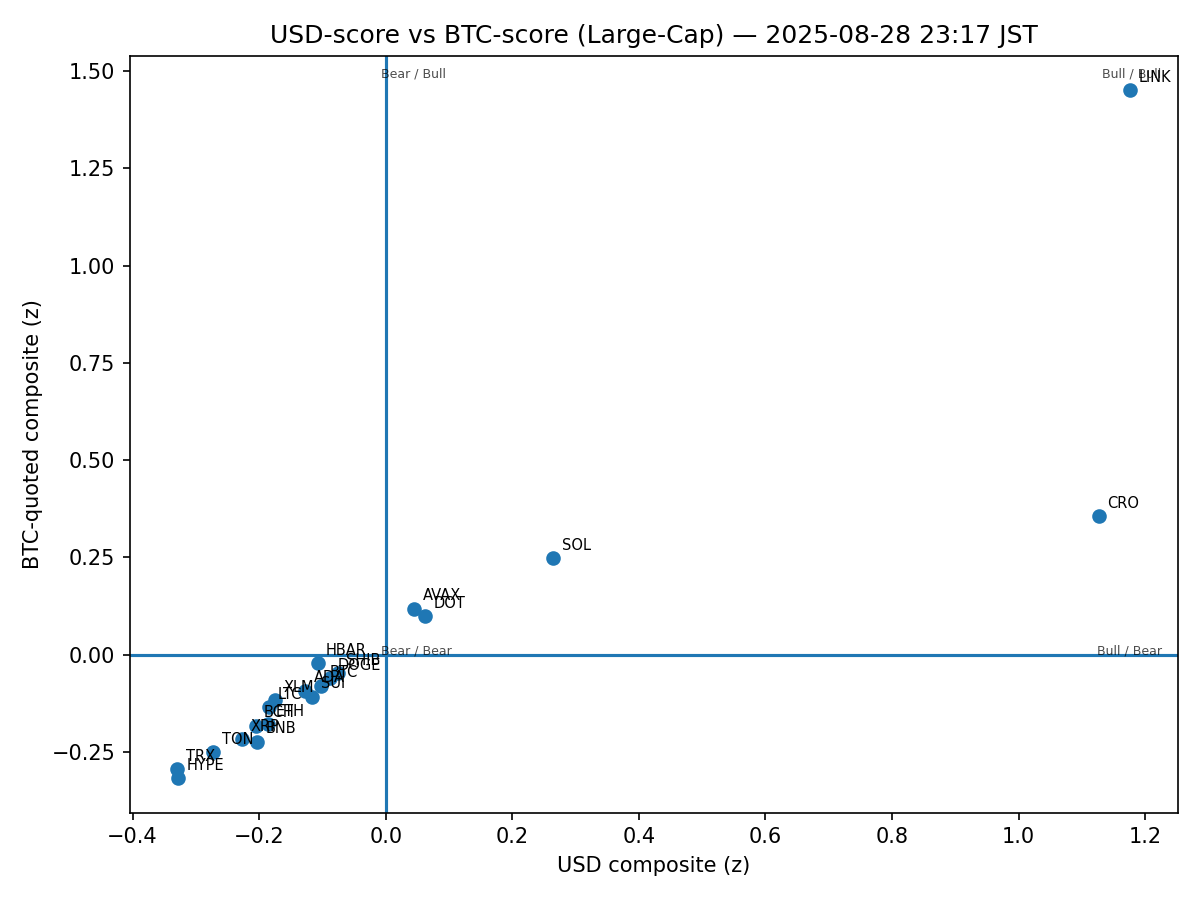 USD-score vs BTC-score (Large-Cap) — 2025-08-28 23:17 JST
1.50
Bear / Bull
Bull / Bull
LINK
1.25
1.00
0.75
0.50
CRO
0.25
SOL
AVAX
DOT
0.00
HBAR
Bear / Bear
Bull / Bear
SHIB
DOGE
BTC
ADA
SUI
XLM
LTC
BCH
ETH
XRP
BNB
TON
−0.25
TRX
HYPE
−0.4
−0.2
0.0
0.2
0.4
0.6
0.8
1.0
1.2
USD composite (z)
BTC-quoted composite (z)